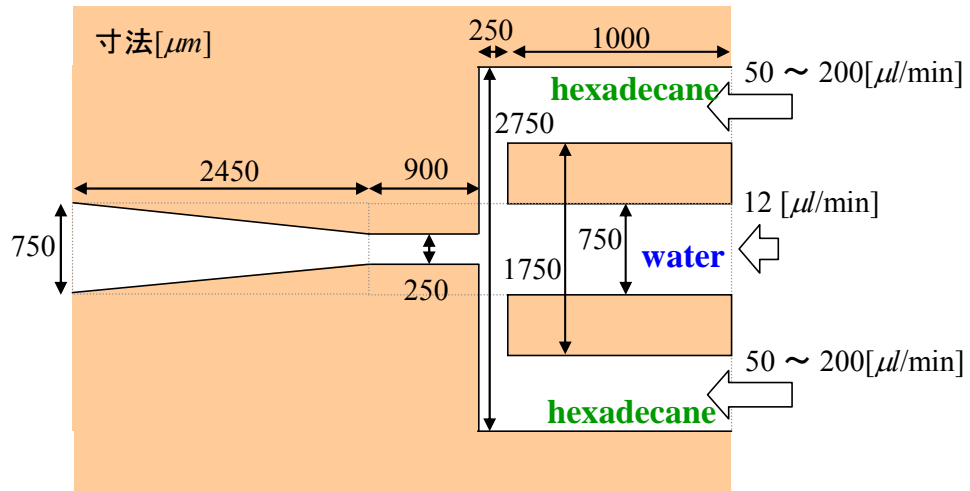 寸法[μm]
250
1000
50 ～ 200[μl/min]
hexadecane
2750
2450
900
12 [μl/min]
750
750
water
1750
250
50 ～ 200[μl/min]
hexadecane